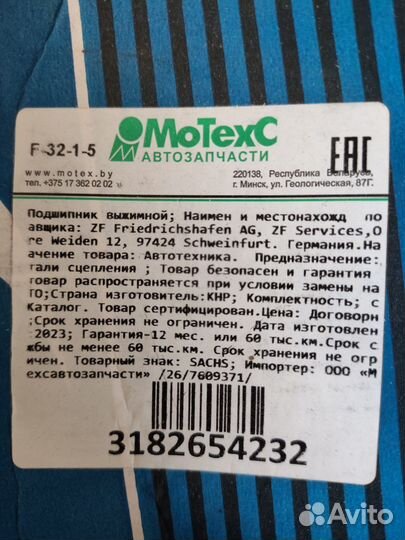 МоТехС
АВТОЗАПЧАСТИ
F-32-1-5
www.motex.by
тел. +375 17 362 02 02
220138, Республика Беларусь,
г. Минск, ул. Геологическая, 87Г.
EAC
Подшипник выжимной; Наимен и местонахожд по
авщика: ZF Friedrichshafen AG, ZF Services,O
re Weiden 12, 97424 Schweinfurt. Германия.На
ачение товара: Автотехника. Предназначение:
тали сцепления ; Товар безопасен и гарантия
товар распространяется при условии замены на
ТО;Страна изготовитель:КНР; Комплектность; с
Каталог. Товар сертифицирован.Цена: Договорн
;Срок хранения не ограничен. Дата изготовлен
2023; Гарантия-12 мес. или 60 тыс.км.Срок с
жбы не менее 60 тыс.км. Срок хранения не огр
ичен. Товарный знак: SACHS; Импортер: ООО «М
ехсавтозапчасти» /26/7609371/
3182654232
Avito